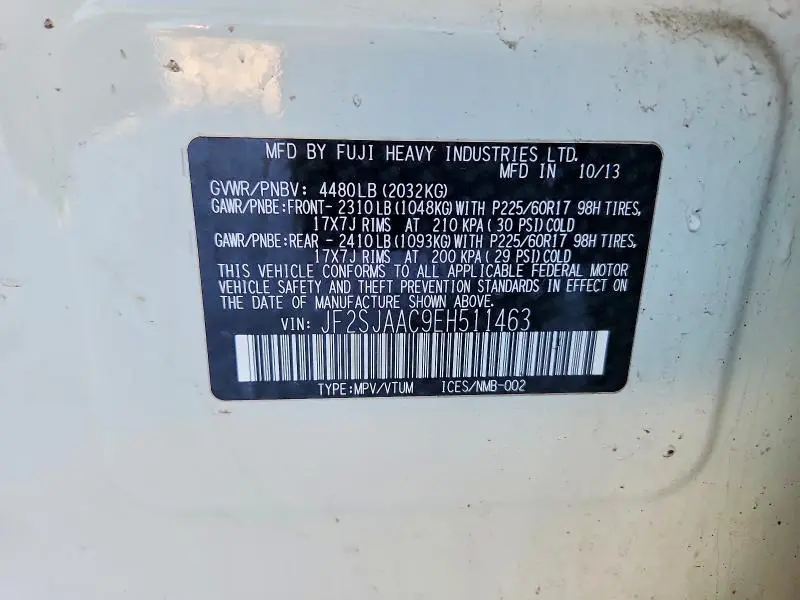 MFD BY FUJI HEAVY INDUSTRIES LTD.
MFD IN 10/13
GVWR/PNBV: 4480LB (2032KG)
GAWR/PNBE:FRONT- 2310LB (1048KG)WITH P225/60R17 98H TIRES,
17X7J RIMS AT 210 KPA( 30 PSI)COLD
GAWR/PNBE:REAR - 2410LB (1093KG)WITH P225/60R17 98H TIRES,
17X7J RIMS AT 200 KPA( 29 PSI)COLD
THIS VEHICLE CONFORMS TO ALL APPLICABLE FEDERAL MOTOR
VEHICLE SAFETY AND THEFT PREVENTION STANDARDS IN EFFECT ON
THE DATE OF MANUFACTURE SHOWN ABOVE.
VIN: JF2SJAAC9EH511463
TYPE:MPV/VTUM ICES/NMB-002